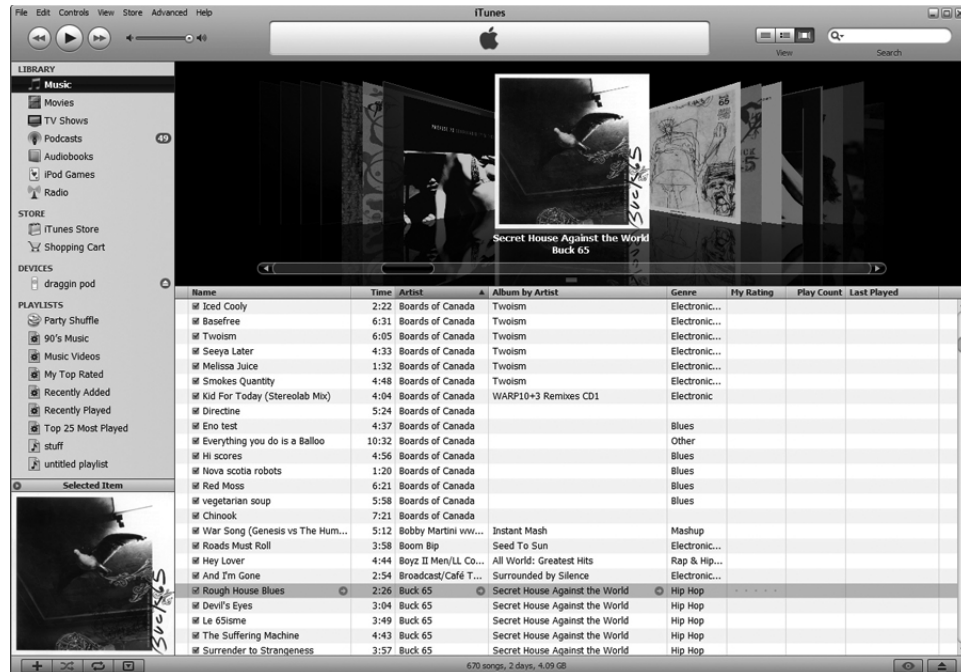 File Edit Controls View Store Advanced Help
iTunes
View
Search
LIBRARY
Music
Movies
TV Shows
Podcasts 49
Audiobooks
iPod Games
Radio
STORE
iTunes Store
Shopping Cart
DEVICES
draggin pod
PLAYLISTS
Party Shuffle
90's Music
Music Videos
My Top Rated
Recently Added
Recently Played
Top 25 Most Played
stuff
untitled playlist
Selected Item
Buck 65
65
Buck 65
Secret House Against the World
Buck 65
Name Time Artist Album by Artist Genre My Rating Play Count Last Played
Iced Cooly 2:22 Boards of Canada Twoism Electronic...
Basefree 6:31 Boards of Canada Twoism Electronic...
Twoism 6:05 Boards of Canada Twoism Electronic...
Seeya Later 4:33 Boards of Canada Twoism Electronic...
Melissa Juice 1:32 Boards of Canada Twoism Electronic...
Smokes Quantity 4:48 Boards of Canada Twoism Electronic...
Kid For Today (Stereolab Mix) 4:04 Boards of Canada WARP10+3 Remixes CD1 Electronic
Directine 5:24 Boards of Canada
Eno test 4:37 Boards of Canada Blues
Everything you do is a Balloo 10:32 Boards of Canada Other
Hi scores 4:56 Boards of Canada Blues
Nova scotia robots 1:20 Boards of Canada Blues
Red Moss 6:21 Boards of Canada Blues
vegetarian soup 5:58 Boards of Canada Blues
Chinook 7:21 Boards of Canada
War Song (Genesis vs The Hum... 5:12 Bobby Martini ww... Instant Mash Mashup
Roads Must Roll 3:58 Boom Bip Seed To Sun Electronic...
Hey Lover 4:44 Boyz II Men/LL Co... All World: Greatest Hits Rap & Hip...
And I'm Gone 2:54 Broadcast/Café T... Surrounded by Silence Electronic...
Rough House Blues 2:26 Buck 65 Secret House Against the World Hip Hop
Devil's Eyes 3:04 Buck 65 Secret House Against the World Hip Hop
Le 65isme 3:49 Buck 65 Secret House Against the World Hip Hop
The Suffering Machine 4:43 Buck 65 Secret House Against the World Hip Hop
Surrender to Strangeness 3:57 Buck 65 Secret House Against the World Hip Hop
670 songs, 2 days, 4.09 GB